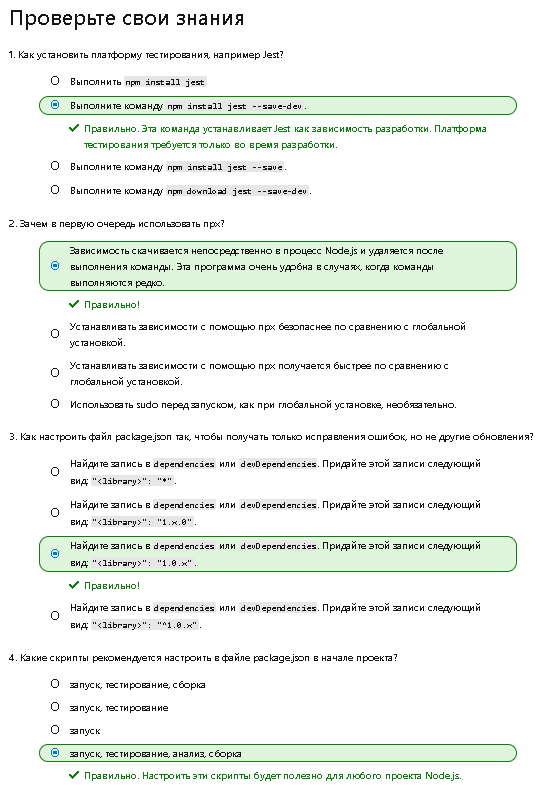 Проверьте свои знания
1. Как установить платформу тестирования, например Jest?
Выполнить npm install jest
Выполните команду npm install jest --save-dev.
Правильно. Эта команда устанавливает Jest как зависимость разработки. Платформа
тестирования требуется только во время разработки.
Выполните команду npm install jest --save.
Выполните команду npm download jest --save-dev.
2. Зачем в первую очередь использовать npx?
Зависимость скачивается непосредственно в процесс Node.js и удаляется после
выполнения команды. Эта программа очень удобна в случаях, когда команды
выполняются редко.
Правильно!
Устанавливать зависимости с помощью npx безопаснее по сравнению с глобальной
установкой.
Устанавливать зависимости с помощью npx получается быстрее по сравнению с
глобальной установкой.
Использовать sudo перед запуском, как при глобальной установке, необязательно.
3. Как настроить файл package.json так, чтобы получать только исправления ошибок, но не другие обновления?
Найдите запись в dependencies или devDependencies. Придайте этой записи следующий
вид: "<library>": "*".
Найдите запись в dependencies или devDependencies. Придайте этой записи следующий
вид: "<library>": "1.x.0".
Найдите запись в dependencies или devDependencies. Придайте этой записи следующий
вид: "<library>": "1.0.x".
Правильно!
Найдите запись в dependencies или devDependencies. Придайте этой записи следующий
вид: "<library>": "^1.0.x".
4. Какие скрипты рекомендуется настроить в файле package.json в начале проекта?
запуск, тестирование, сборка
запуск, тестирование
запуск
запуск, тестирование, анализ, сборка
Правильно. Настроить эти скрипты будет полезно для любого проекта Node.js.